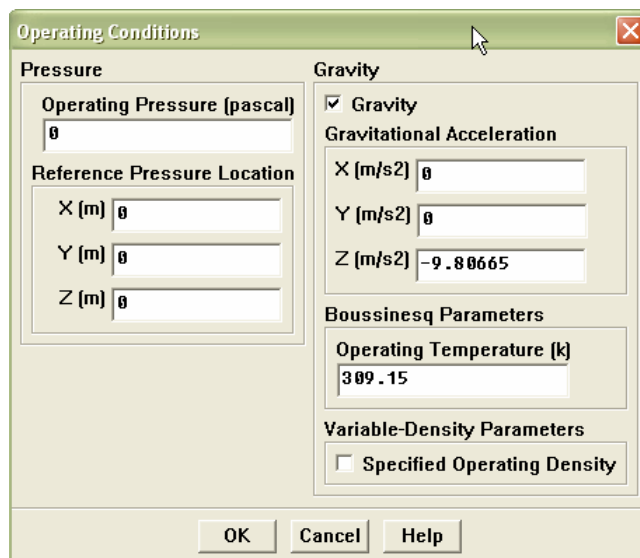 Operating Conditions
Pressure
Operating Pressure (pascal)
0
Reference Pressure Location
X (m) 0
Y (m) 0
Z (m) 0
Gravity
Gravity
Gravitational Acceleration
X (m/s2) 0
Y (m/s2) 0
Z (m/s2) -9.80665
Boussinesq Parameters
Operating Temperature (k)
309.15
Variable-Density Parameters
Specified Operating Density
OK Cancel Help